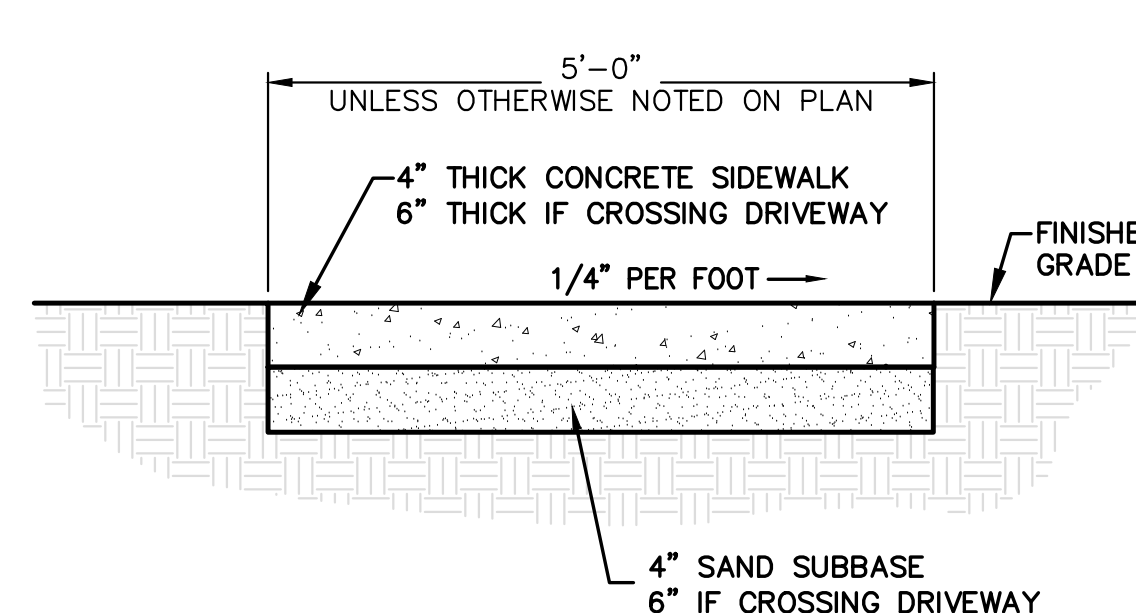 5'-0"
UNLESS OTHERWISE NOTED ON PLAN
4" THICK CONCRETE SIDEWALK
6" THICK IF CROSSING DRIVEWAY
1/4" PER FOOT
GRADE
4" SAND SUBBASE
6" IF CROSSING DRIVEWAY